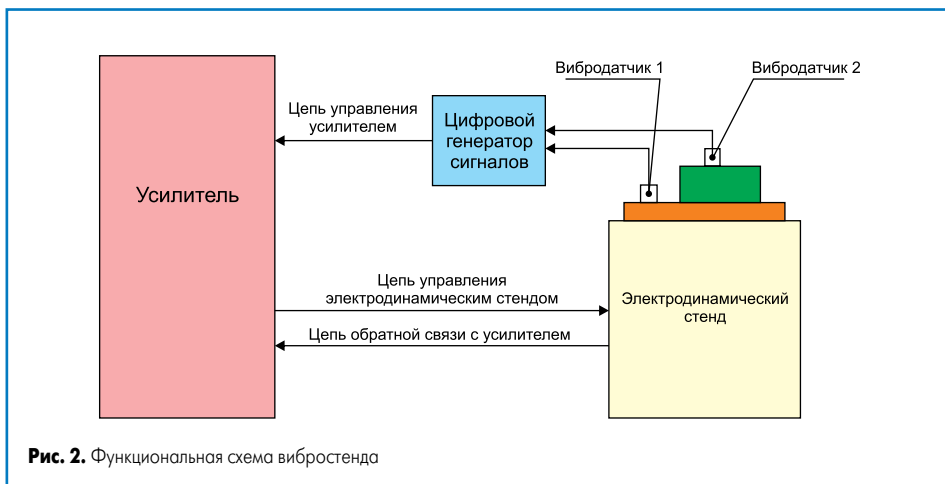 Вибродатчик 1
Вибродатчик 2
Цепь управления
усилителем
Цифровой
генератор
сигналов
Усилитель
Цепь управления
электродинамическим стендом
Электродинамический
стенд
Цепь обратной связи с усилителем
Рис. 2. Функциональная схема вибростенда